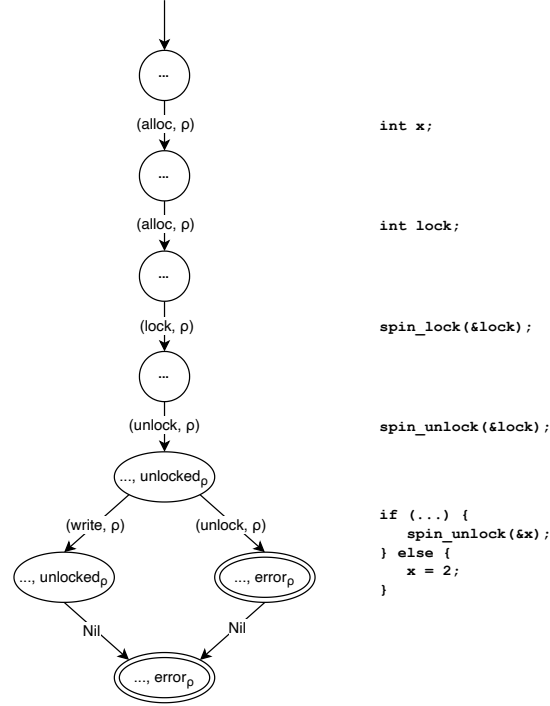 ...
(alloc, ρ)
int x;
...
(alloc, ρ)
int lock;
...
(lock, ρ)
spin_lock(&lock);
...
(unlock, ρ)
spin_unlock(&lock);
..., unlockedρ
(write, ρ)
(unlock, ρ)
..., unlockedρ
..., errorρ
if (...) {
spin_unlock(&x);
} else {
x = 2;
}
Nil
Nil
..., errorρ